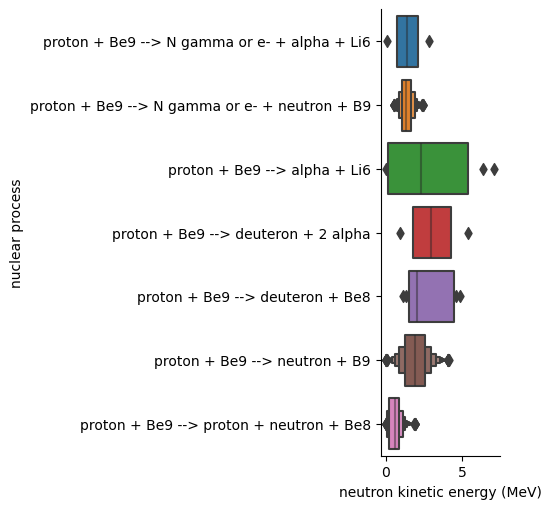 proton + Be9 --> N gamma or e- + alpha + Li6
proton + Be9 --> N gamma or e- + neutron + B9
proton + Be9 --> alpha + Li6
proton + Be9 --> deuteron + 2 alpha
proton + Be9 --> deuteron + Be8
proton + Be9 --> neutron + B9
proton + Be9 --> proton + neutron + Be8
nuclear process
0 5
neutron kinetic energy (MeV)